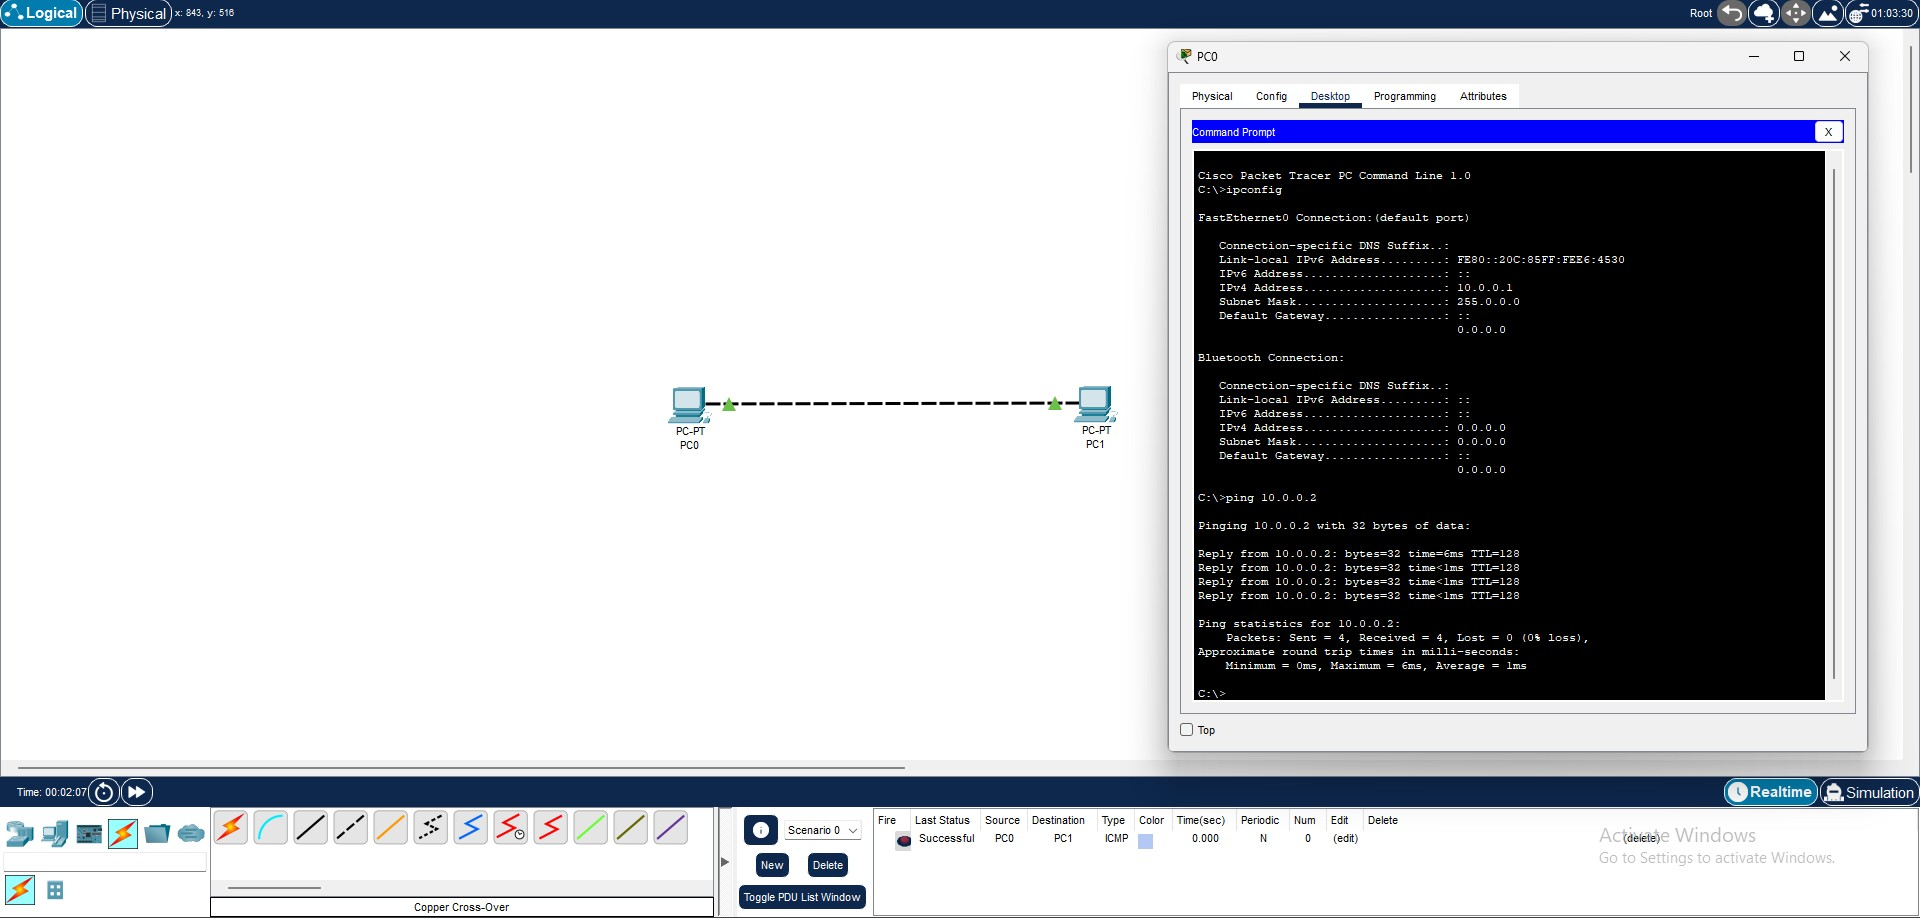 Logical Physical x: 843, y: 516 Root 01:03:30
PC0
Physical Config Desktop Programming Attributes
Command Prompt X
Cisco Packet Tracer PC Command Line 1.0
C:\>ipconfig
FastEthernet0 Connection:(default port)
Connection-specific DNS Suffix..:
Link-local IPv6 Address.........: FE80::20C:85FF:FEE6:4530
IPv6 Address....................: ::
IPv4 Address....................: 10.0.0.1
Subnet Mask.....................: 255.0.0.0
Default Gateway.................: ::
0.0.0.0
Bluetooth Connection:
Connection-specific DNS Suffix..:
Link-local IPv6 Address.........: ::
IPv6 Address....................: ::
IPv4 Address....................: 0.0.0.0
Subnet Mask.....................: 0.0.0.0
Default Gateway.................: ::
0.0.0.0
C:\>ping 10.0.0.2
Pinging 10.0.0.2 with 32 bytes of data:
Reply from 10.0.0.2: bytes=32 time=6ms TTL=128
Reply from 10.0.0.2: bytes=32 time<1ms TTL=128
Reply from 10.0.0.2: bytes=32 time<1ms TTL=128
Reply from 10.0.0.2: bytes=32 time<1ms TTL=128
Ping statistics for 10.0.0.2:
Packets: Sent = 4, Received = 4, Lost = 0 (0% loss),
Approximate round trip times in milli-seconds:
Minimum = 0ms, Maximum = 6ms, Average = 1ms
C:\>
Top
PC-PT
PC0
PC-PT
PC1
Time: 00:02:07 Realtime Simulation
Scenario 0
New Delete
Toggle PDU List Window
Copper Cross-Over
Fire Last Status Source Destination Type Color Time(sec) Periodic Num Edit Delete
Successful PC0 PC1 ICMP 0.000 N 0 (edit) (delete)
Activate Windows
Go to Settings to activate Windows.